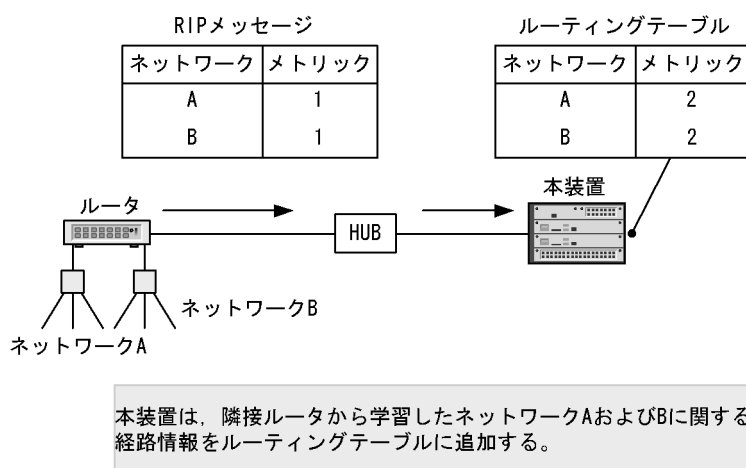 RIPメッセージ
ルーティングテーブル
ネットワーク メトリック
A 1
B 1
ネットワーク メトリック
A 2
B 2
ルータ
HUB
本装置
ネットワークB
ネットワークA
本装置は，隣接ルータから学習したネットワークAおよびBに関する
経路情報をルーティングテーブルに追加する。